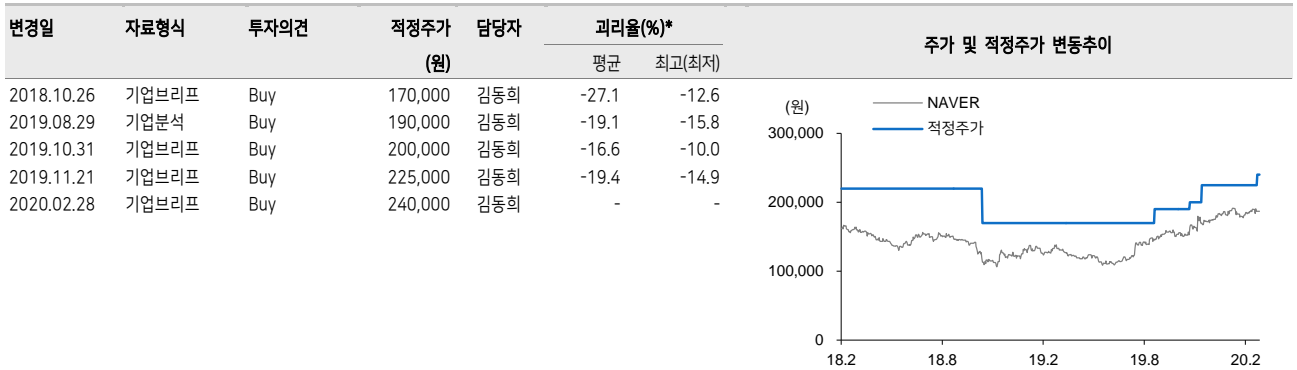 변경일 자료형식 투자의견 적정주가 담당자 괴리율(%)* 주가 및 적정주가 변동추이
(원) 평균 최고(최저)
2018.10.26 기업브리프 Buy 170,000 김동희 -27.1 -12.6
2019.08.29 기업분석 Buy 190,000 김동희 -19.1 -15.8
2019.10.31 기업브리프 Buy 200,000 김동희 -16.6 -10.0
2019.11.21 기업브리프 Buy 225,000 김동희 -19.4 -14.9
2020.02.28 기업브리프 Buy 240,000 김동희 - -
(원)
NAVER
적정주가
300,000
200,000
100,000
0
18.2 18.8 19.2 19.8 20.2